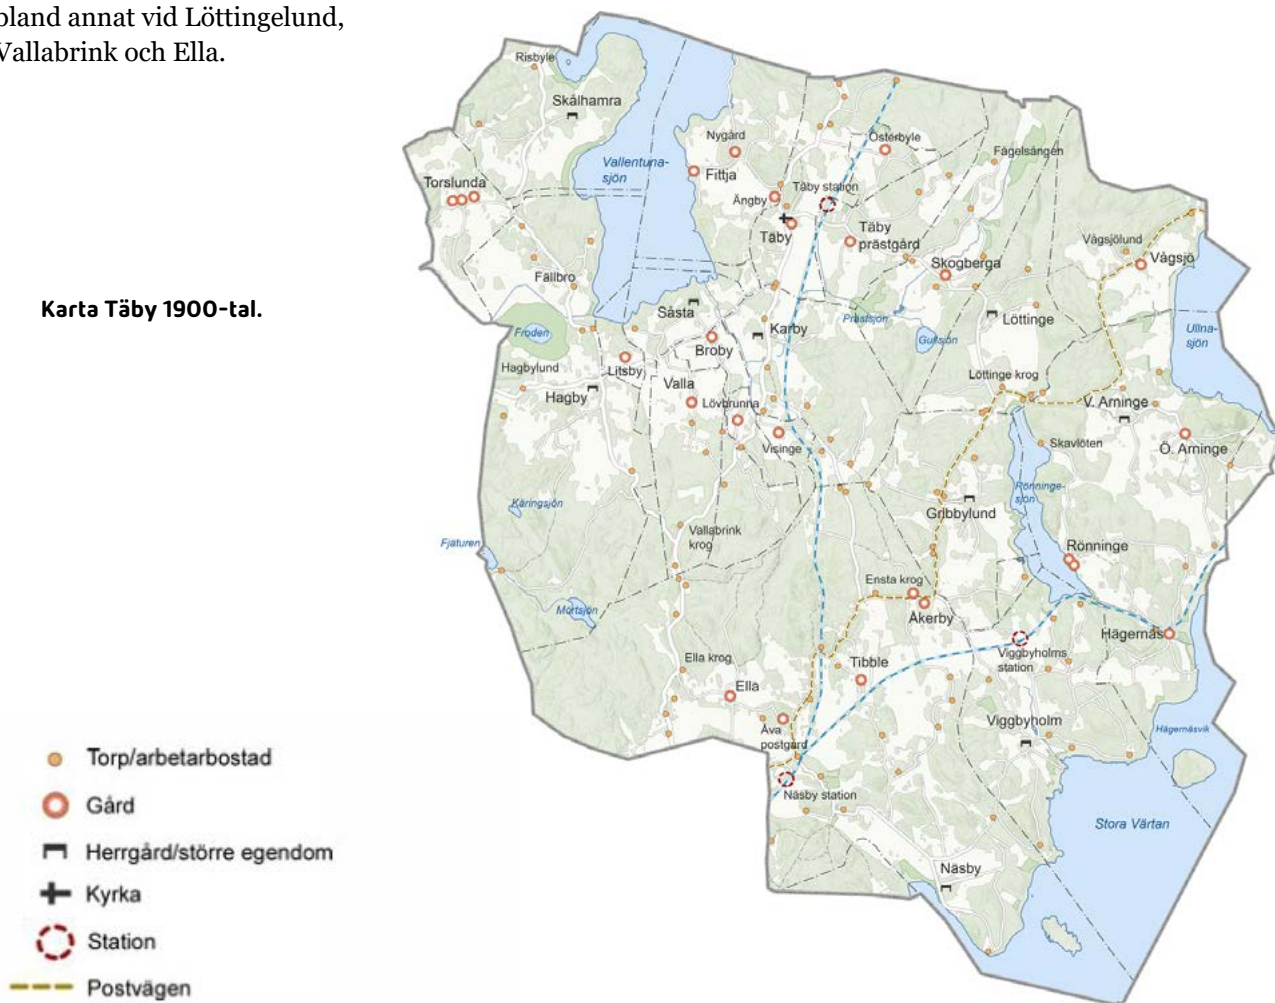 bland annat vid Löttingelund,
Vallabrink och Ella.
Karta Täby 1900-tal.
Risbyle
Skålhamra
Vallentuna-
sjön
Nygård
Fittja
Österbyle
Fågelsången
Torslunda
Ängby
Täby station
Täby
Täby
prästgård
Skogberga
Vågsjölund
Vågsjö
Fällbro
Såsta
Karby
Prästsjön
Gullsjön
Löttinge
Ullna-
sjön
Froden
Broby
Hagbylund
Litsby
Hagby
Valla
Lövbrunna
Visinge
Löttinge krog
V. Arninge
Skavlöten
Ö. Arninge
Käringsjön
Rönninge-
sjön
Gribbylund
Vallabrink
krog
Fjäturen
Rönninge
Mörtsjön
Ensta krog
Åkerby
Hägernäs
Viggbyholms
station
Ella krog
Tibble
Ella
Åva
postgård
Viggbyholm
Hägernäsvik
Näsby station
Stora Värtan
Näsby
Torp/arbetarbostad
Gård
Herrgård/större egendom
Kyrka
Station
Postvägen